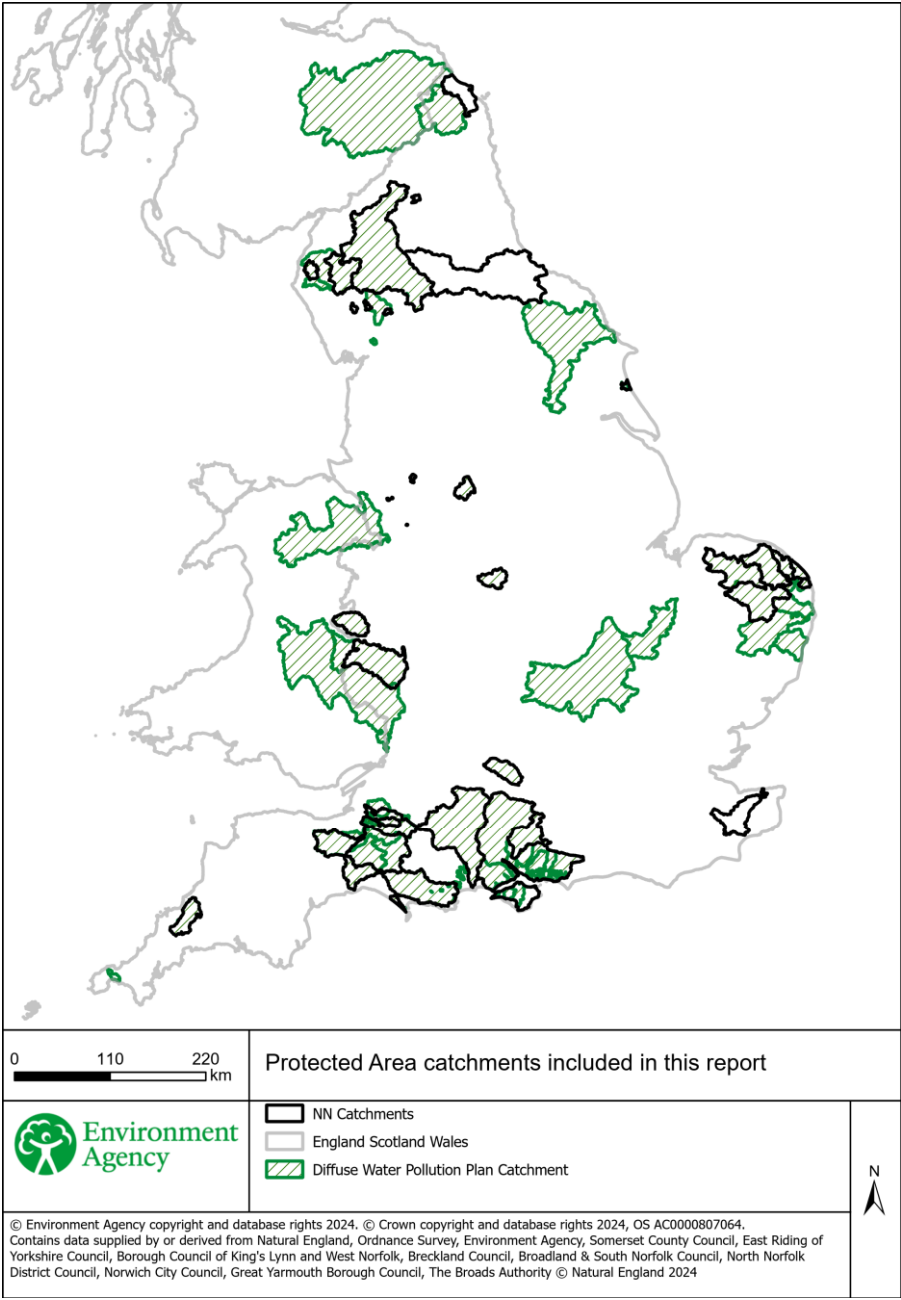 0 110 220
km
Protected Area catchments included in this report
Environment
Agency
NN Catchments
England Scotland Wales
Diffuse Water Pollution Plan Catchment
N
© Environment Agency copyright and database rights 2024. © Crown copyright and database rights 2024, OS AC0000807064.
Contains data supplied by or derived from Natural England, Ordnance Survey, Environment Agency, Somerset County Council, East Riding of
Yorkshire Council, Borough Council of King's Lynn and West Norfolk, Breckland Council, Broadland & South Norfolk Council, North Norfolk
District Council, Norwich City Council, Great Yarmouth Borough Council, The Broads Authority © Natural England 2024